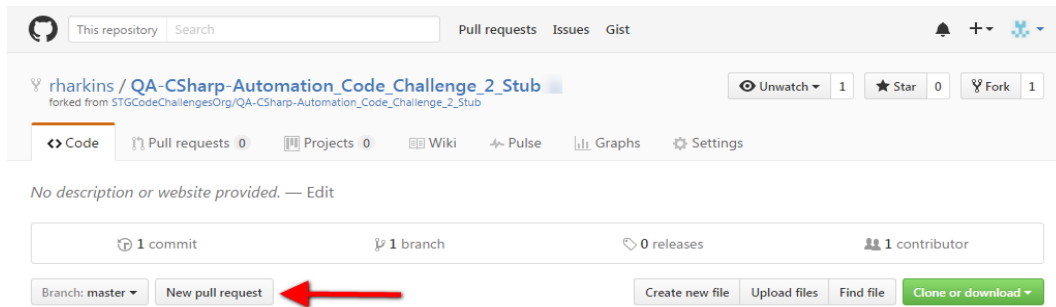 This repository Search Pull requests Issues Gist
rharkins / QA-CSharp-Automation_Code_Challenge_2_Stub Unwatch 1 Star 0 Fork 1
forked from STGCodeChallengesOrg/QA-CSharp-Automation_Code_Challenge_2_Stub
Code Pull requests 0 Projects 0 Wiki Pulse Graphs Settings
No description or website provided. — Edit
1 commit 1 branch 0 releases 1 contributor
Branch: master New pull request Create new file Upload files Find file Clone or download